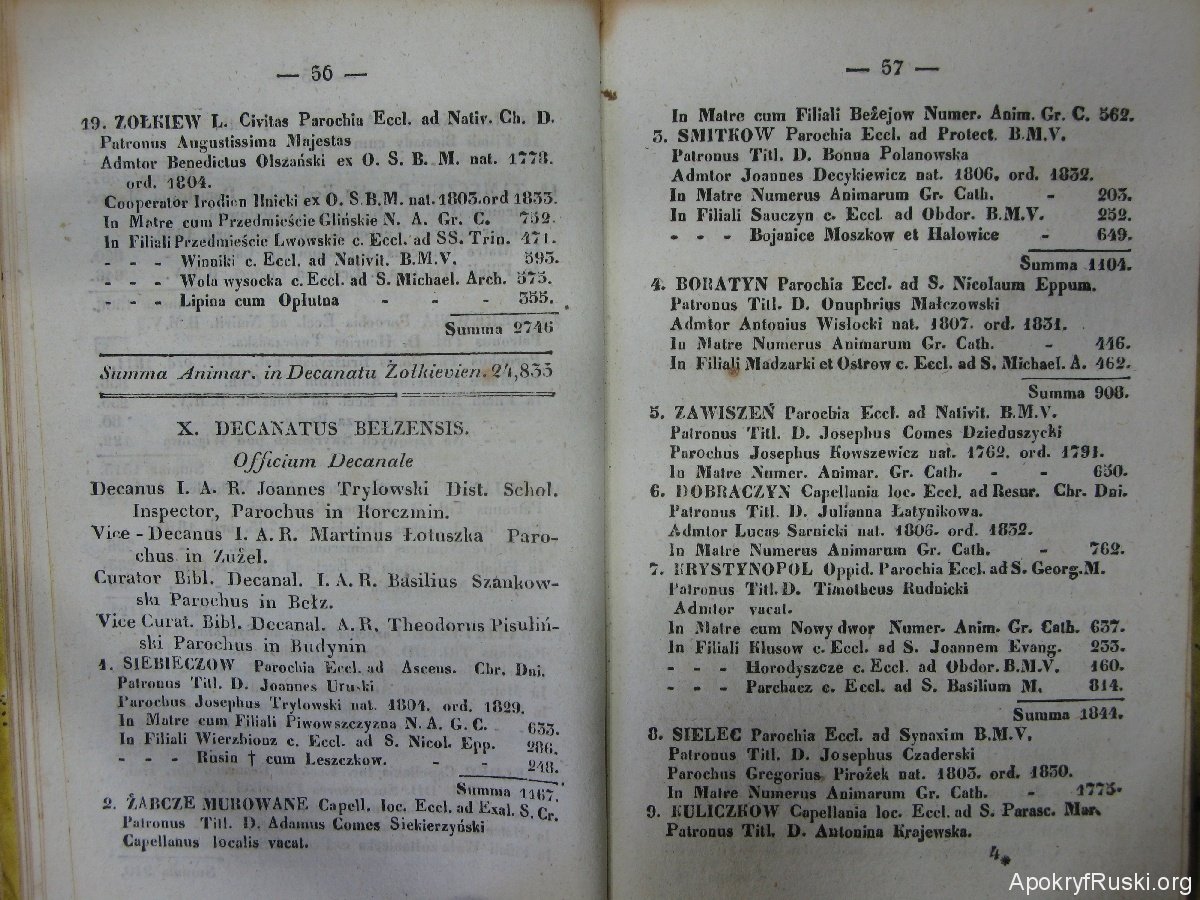 — 56 —
19. ZOŁKIEW L. Civitas Parochia Eccl. ad Nativ. Ch. D.
Patronus Augustissima Majestas
Admtor Benedictus Olszański ex O. S. B. M. nat. 1778.
ord. 1804.
Cooperator Irodion Ilnicki ex O. S.B.M. nat. 1803.ord 1833.
In Matre cum Przedmieście Glińskie N. A. Gr. C. 752.
In Filiali Przedmieście Lwowskie c. Eccl. ad SS. Trin. 471.
- - - Winniki c. Eccl. ad Nativit. B.M.V. 593.
- - - Wola wysocka c. Eccl. ad S. Michael. Arch. 575.
- - - Lipina cum Opłutna - - - 355.
Summa 2746
Summa Animar. in Decanatu Żołkievien. 24,833
X. DECANATUS BEŁZENSIS.
Officium Decanale
Decanus I. A. R. Joannes Tryłowski Dist. Schol.
Inspector, Parochus in Korczmin.
Vice - Decanus I. A. R. Martinus Łotuszka Paro-
chus in Zużel.
Curator Bibl. Decanal. I. A. R. Basilius Szankow-
ski Parochus in Bełz.
Vice Curat. Bibl. Decanal. A. R. Theodorus Pisuliń-
ski Parochus in Budynin
1. SIEBIECZOW Parochia Eccl. ad Ascens. Chr. Dni.
Patronus Titl. D. Joannes Uruski
Parochus Josephus Tryłowski nat. 1804. ord. 1829.
In Matre cum Filiali Piwowszczyzna N. A. G. C. 633.
In Filiali Wierzbionz c. Eccl. ad S. Nicol. Epp. 286.
- - - Rusin † cum Leszczkow. - - 248.
Summa 1167.
2. ŻABCZE MUROWANE Capell. loc. Eccl. ad Exal. S. Cr.
Patronus Titl. D. Adamus Comes Siekierzyński
Capellanus localis vacat.
— 57 —
In Matre cum Filiali Beżejow Numer. Anim. Gr. C. 562.
3. SMITKOW Parochia Eccl. ad Protect. B.M.V.
Patronus Titl. D. Bonna Polanowska
Admtor Joannes Decykiewicz nat. 1806. ord. 1832.
In Matre Numerus Animarum Gr. Cath. - 203.
In Filiali Sauczyn c. Eccl. ad Obdor. B.M.V. 252.
- - - Bojanice Moszkow et Halowice - 649.
Summa 1104.
4. BORATYN Parochia Eccl. ad S. Nicolaum Eppum.
Patronus Titl. D. Onuphrius Małczowski
Admtor Antonius Wisłocki nat. 1807. ord. 1831.
In Matre Numerus Animarum Gr. Cath. - 446.
In Filiali Madzarki et Ostrow c. Eccl. ad S. Michael. A. 462.
Summa 908.
5. ZAWISZEŃ Parochia Eccl. ad Nativit. B.M.V.
Patronus Titl. D. Josephus Comes Dzieduszycki
Parochus Josephus Kowszewicz nat. 1762. ord. 1791.
In Matre Numer. Animar. Gr. Cath. - - 650.
6. DOBRACZYN Capellania loc. Eccl. ad Resur. Chr. Dni.
Patronus Titl. D. Julianna Łatynikowa.
Admtor Lucas Sarnicki nat. 1806. ord. 1832.
In Matre Numerus Animarum Gr. Cath. - 762.
7. KRYSTYNOPOL Oppid. Parochia Eccl. ad S. Georg.M.
Patronus Titl. D. Timotheus Rudnicki
Admtor vacat.
In Matre cum Nowy dwor Numer. Anim. Gr. Cath. 637.
In Filiali Kłusow c. Eccl. ad S. Joannem Evang. 233.
- - - Horodyszcze c. Eccl. ad Obdor. B.M.V. 160.
- - - Parchacz c. Eccl. ad S. Basilium M. 814.
Summa 1844.
8. SIELEC Parochia Eccl. ad Synaxim B.M.V.
Patronus Titl. D. Josephus Czaderski
Parochus Gregorius Pirożek nat. 1803. ord. 1830.
In Matre Numerus Animarum Gr. Cath. - 1775.
9. KULICZKOW Capellania loc. Eccl. ad S. Parasc. Mar.
Patronus Titl. D. Antonina Krajewska.
4*
ApokryfRuski.org